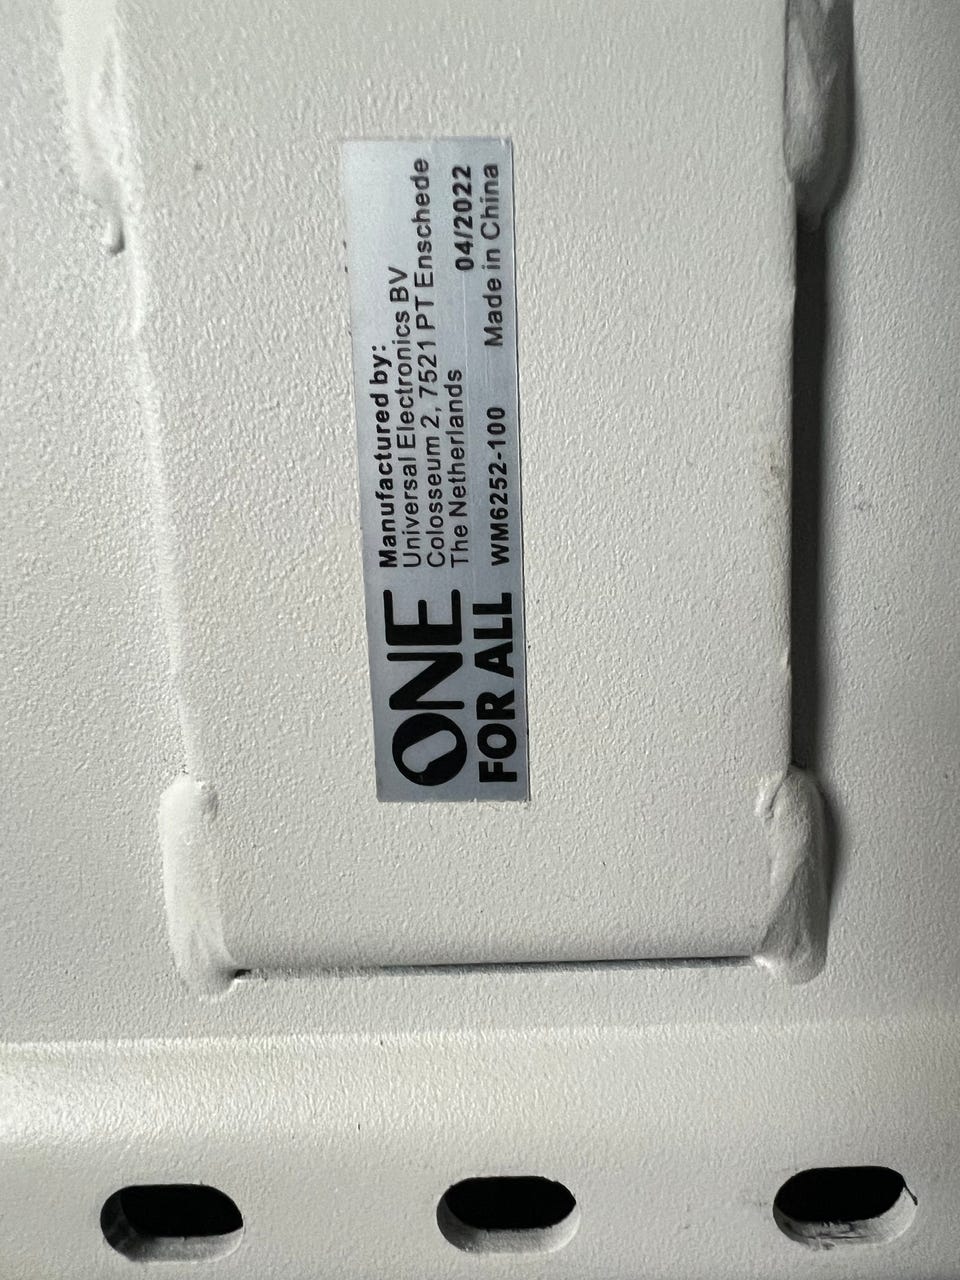 ONE
FOR ALL
Manufactured by:
Universal Electronics BV
Colosseum 2, 7521 PT Enschede
The Netherlands 04/2022
WM6252-100 Made in China